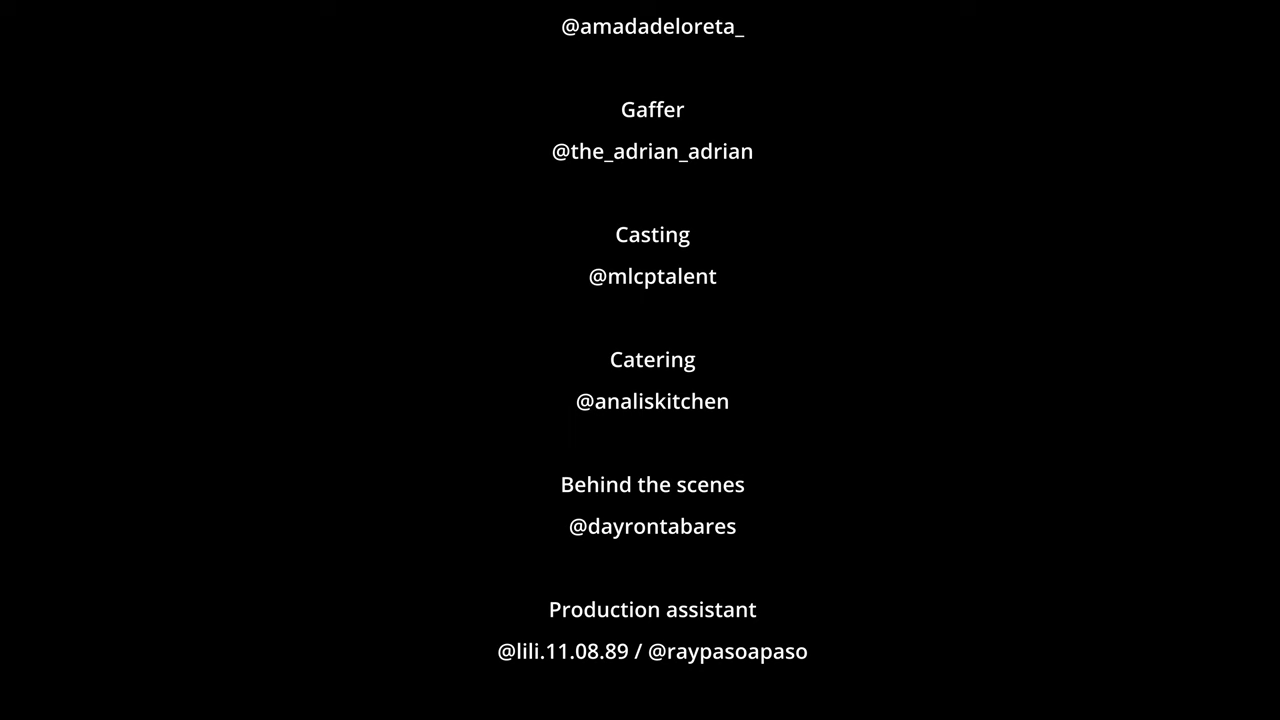 @amadadeloreta_
Gaffer
@the_adrian_adrian
Casting
@mlcptalent
Catering
@analiskitchen
Behind the scenes
@dayrontabares
Production assistant
@lili.11.08.89 / @raypasoapaso